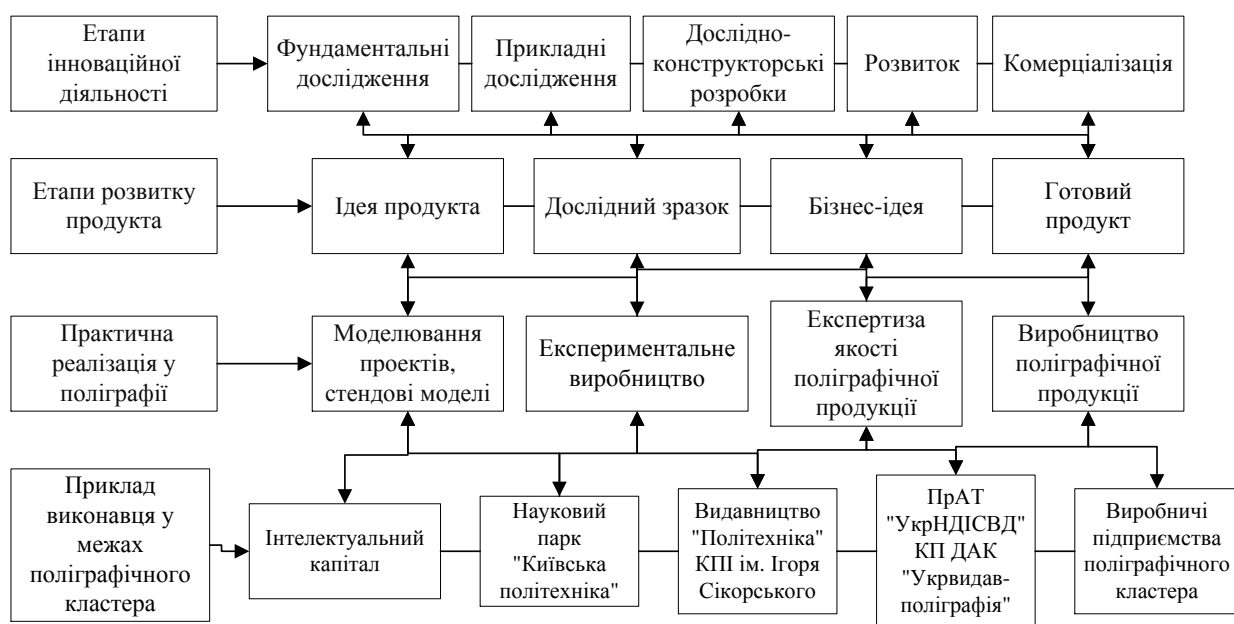 Етапи
інноваційної
діяльності
Фундаментальні
дослідження
Прикладні
дослідження
Дослідно-
конструкторські
розробки
Розвиток
Комерціалізація
Етапи розвитку
продукта
Ідея продукта
Дослідний зразок
Бізнес-ідея
Готовий
продукт
Практична
реалізація у
поліграфії
Моделювання
проектів,
стендові моделі
Експериментальне
виробництво
Експертиза
якості
поліграфічної
продукції
Виробництво
поліграфічної
продукції
Приклад
виконавця у
межах
поліграфічного
кластера
Інтелектуальний
капітал
Науковий
парк
"Київська
політехніка"
Видавництво
"Політехніка"
КПІ ім. Ігоря
Сікорського
ПрАТ
"УкрНДІСВД"
КП ДАК
"Укрвидав-
поліграфія"
Виробничі
підприємства
поліграфічного
кластера